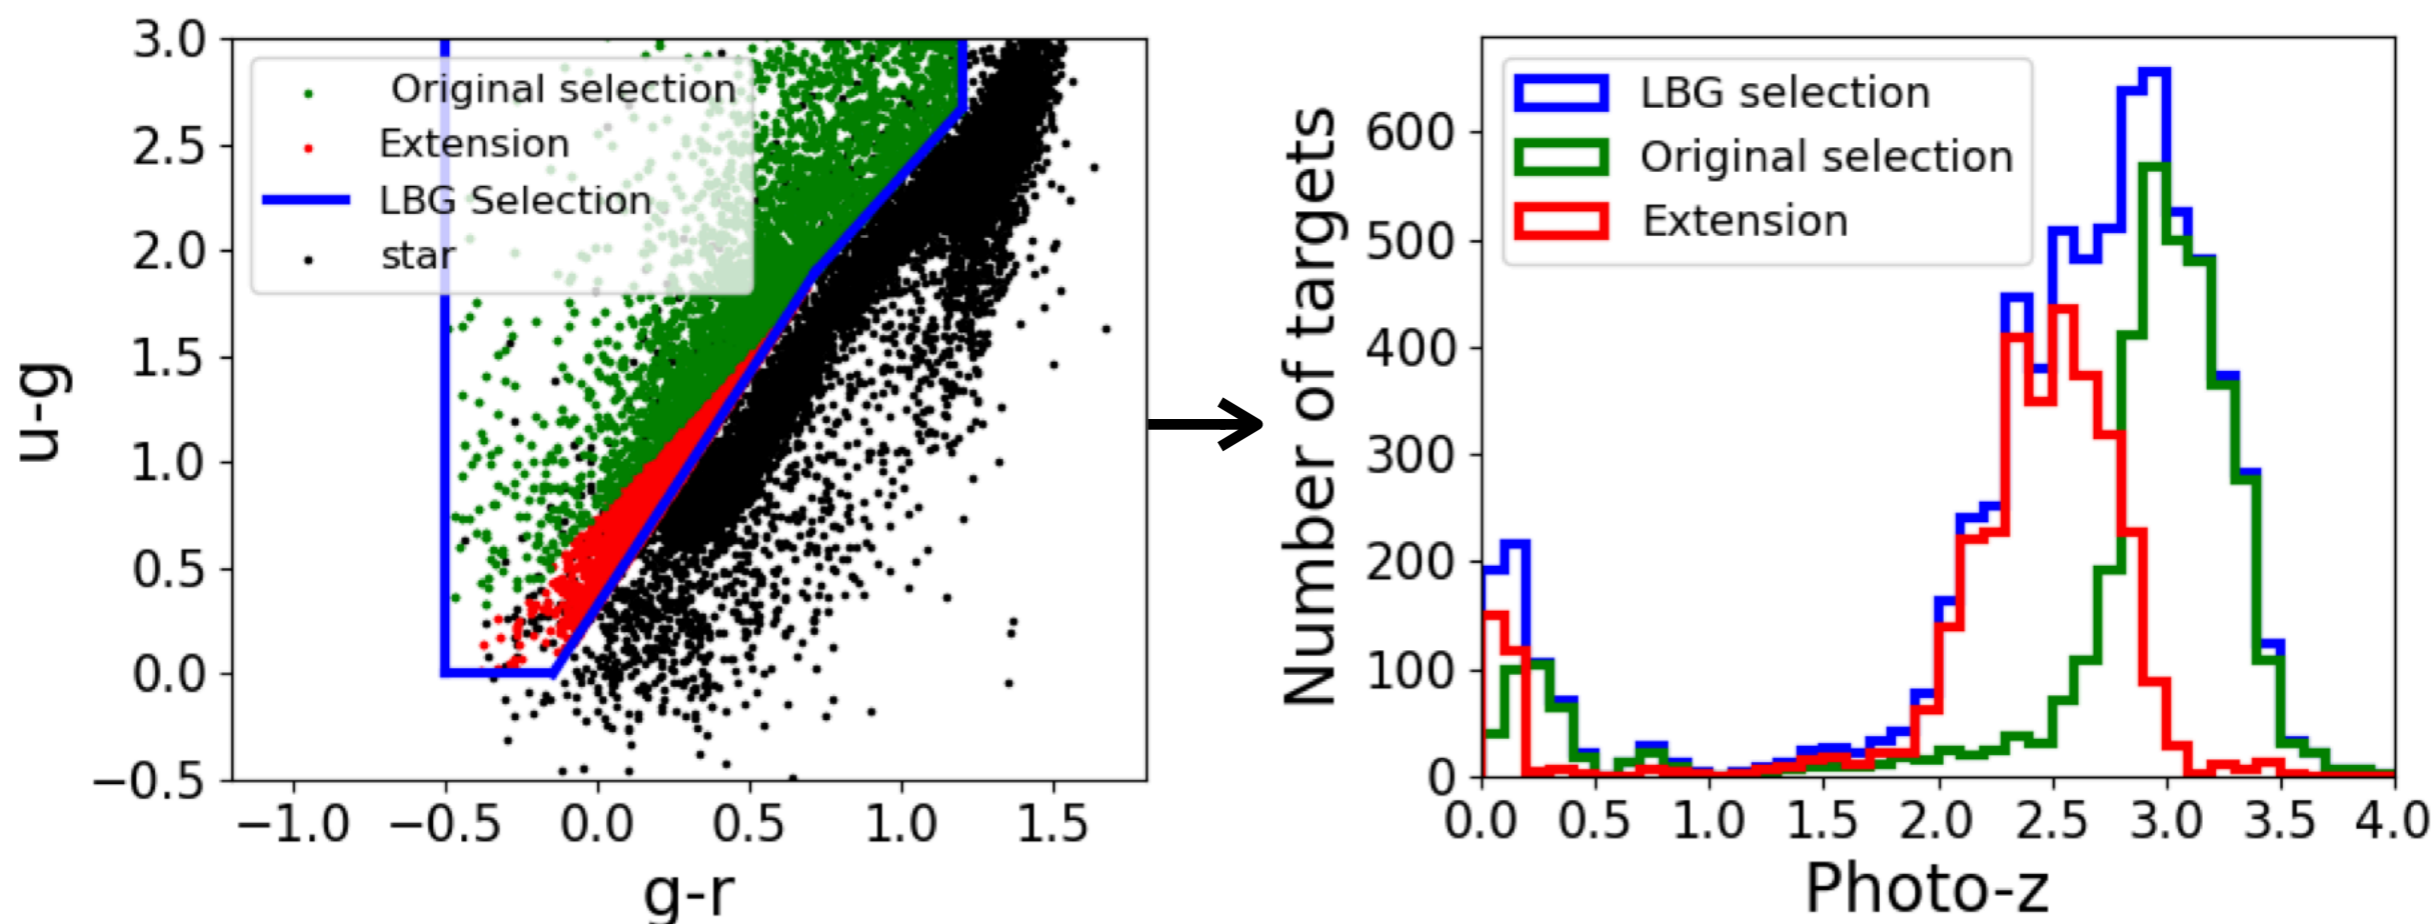 3.0
2.5
2.0
1.5
1.0
0.5
0.0
−0.5
u-g
Original selection
Extension
LBG Selection
star
−1.0 −0.5 0.0 0.5 1.0 1.5
g-r
Number of targets
600
500
400
300
200
100
0
LBG selection
Original selection
Extension
0.0 0.5 1.0 1.5 2.0 2.5 3.0 3.5 4.0
Photo-z